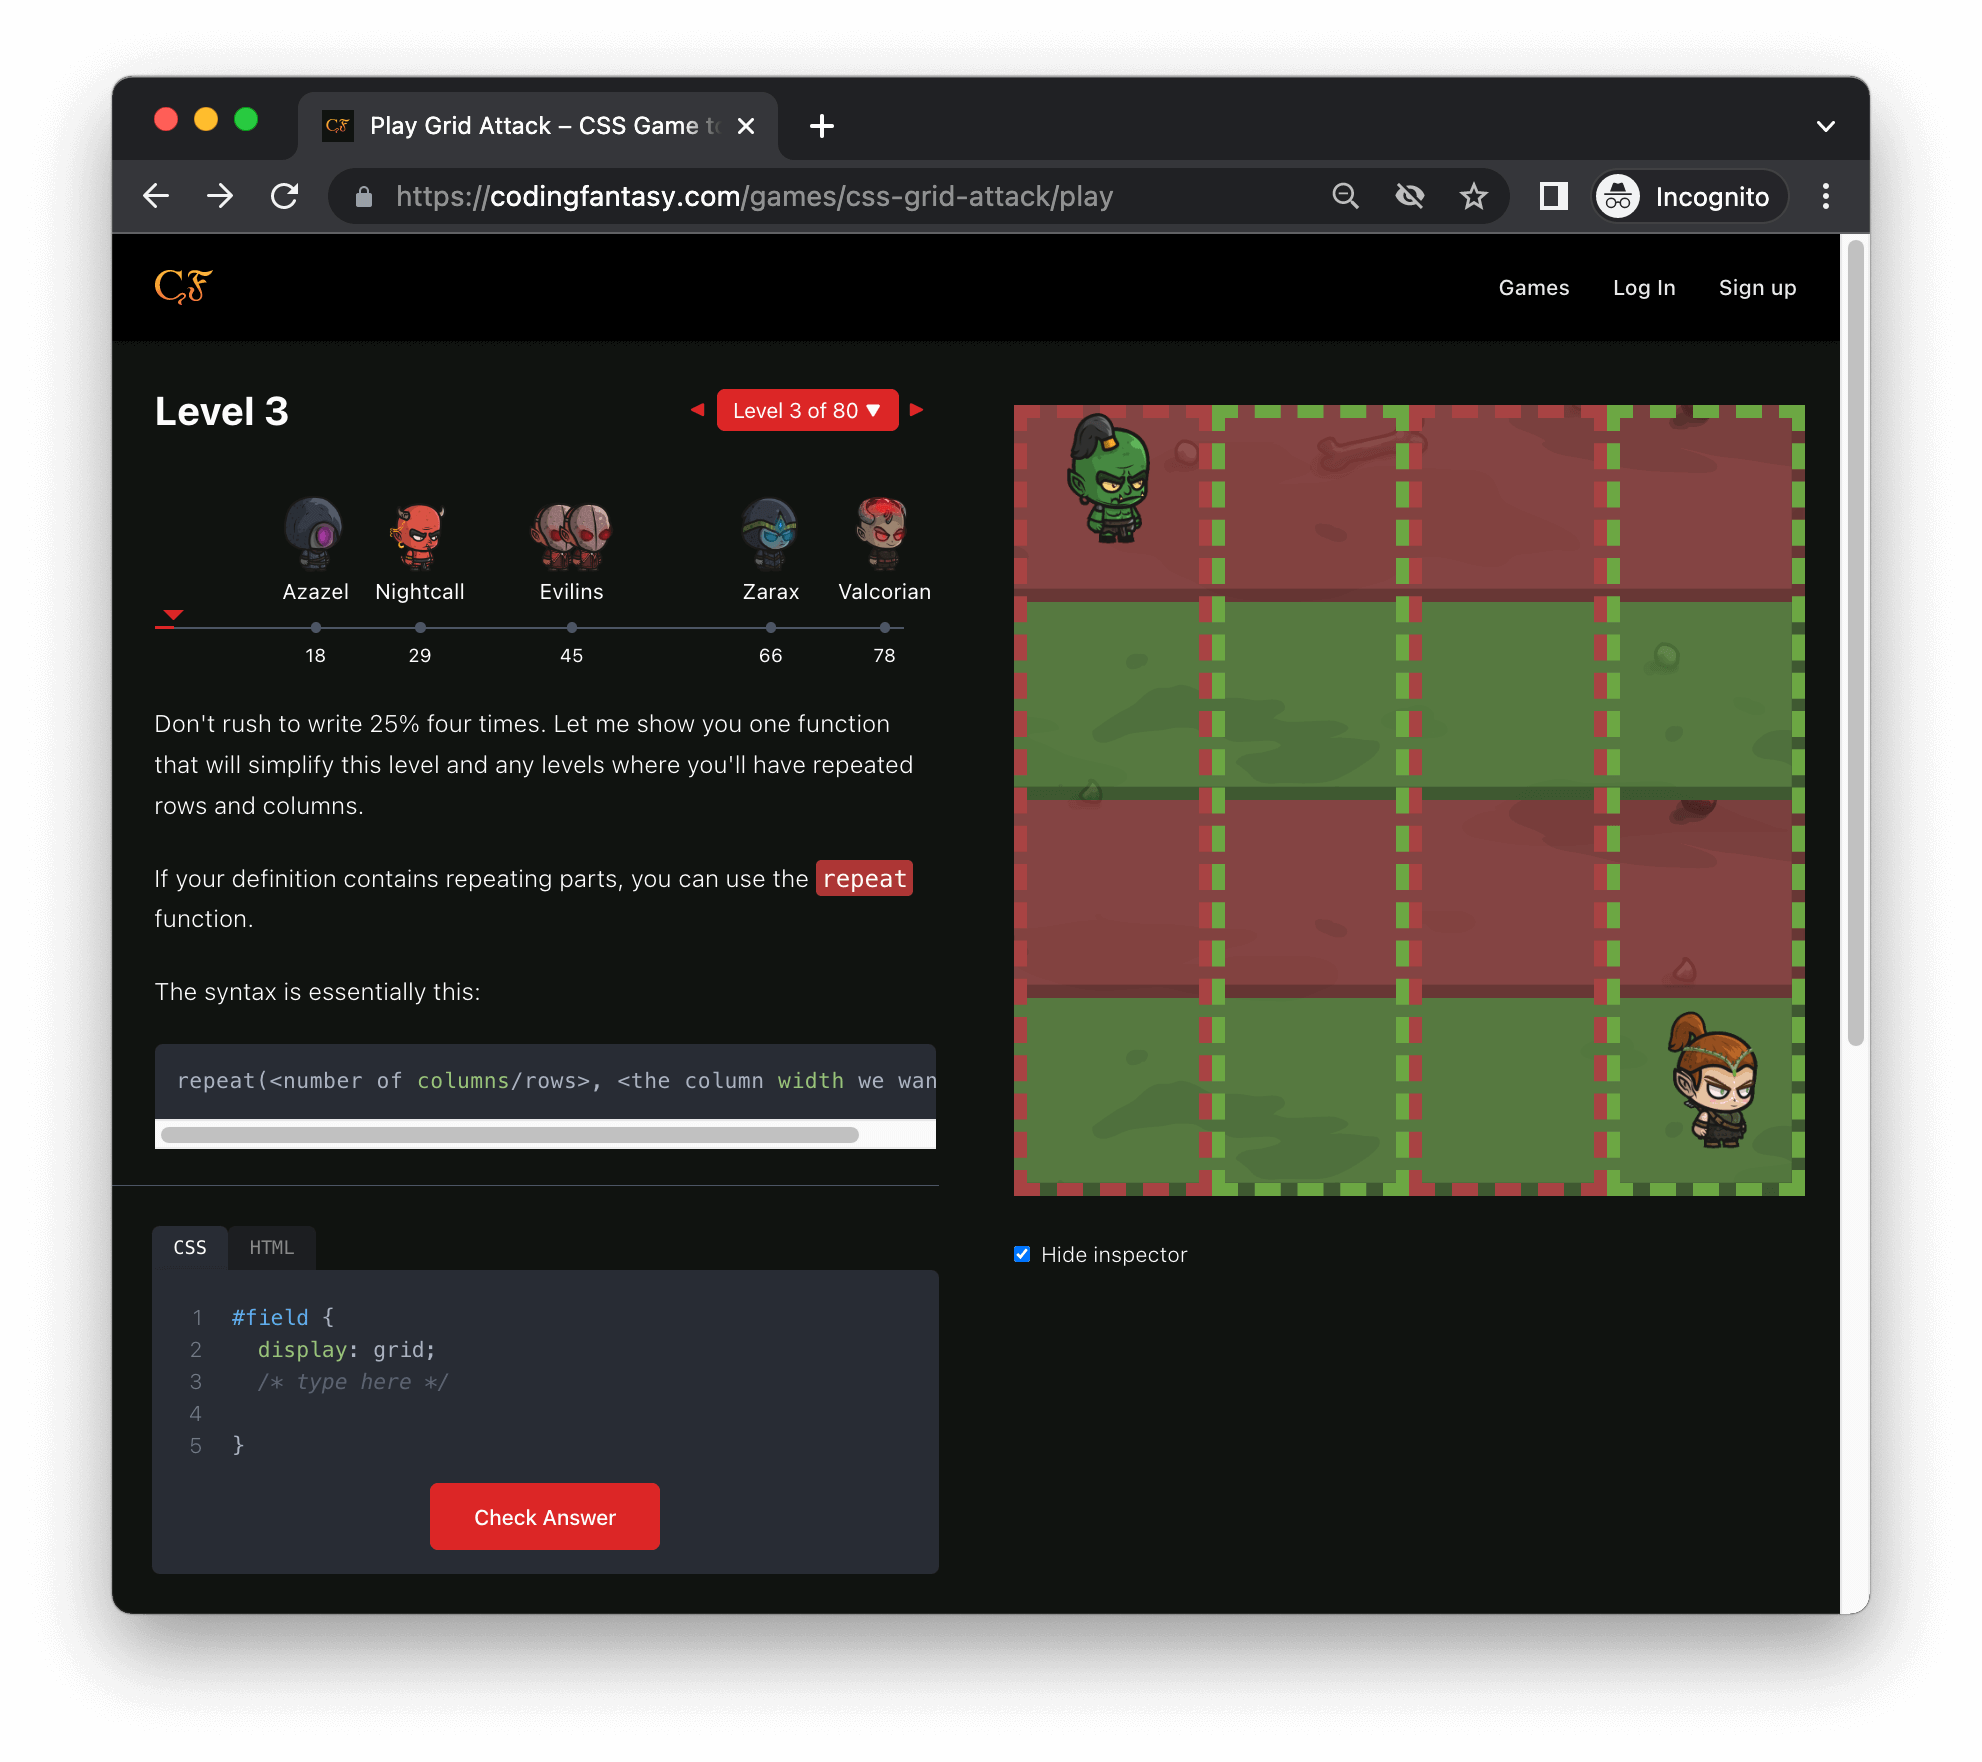 CF Play Grid Attack – CSS Game to
https://codingfantasy.com/games/css-grid-attack/play
Incognito
CF
Games Log In Sign up
Level 3
Level 3 of 80 ▼
Azazel Nightcall Evilins Zarax Valcorian
18 29 45 66 78
Don't rush to write 25% four times. Let me show you one function
that will simplify this level and any levels where you'll have repeated
rows and columns.
If your definition contains repeating parts, you can use the repeat
function.
The syntax is essentially this:
repeat(<number of columns/rows>, <the column width we wan
CSS HTML
1 #field {
2 display: grid;
3 /* type here */
4
5 }
Check Answer
Hide inspector